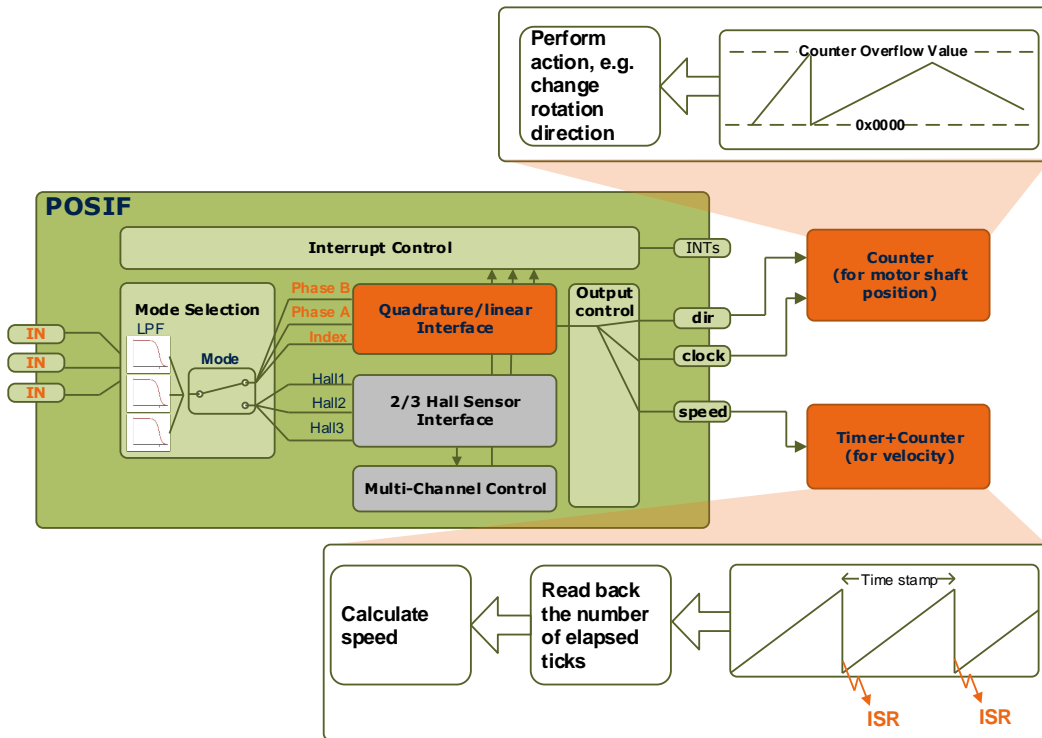 Perform
action, e.g.
change
rotation
direction
Counter Overflow Value
0x0000
POSIF
Interrupt Control
INTs
Mode Selection
LPF
Mode
IN
IN
IN
Phase B
Phase A
Index
Quadrature/linear
Interface
Hall1
Hall2
Hall3
2/3 Hall Sensor
Interface
Multi-Channel Control
Output
control
dir
clock
speed
Counter
(for motor shaft
position)
Timer+Counter
(for velocity)
Calculate
speed
Read back
the number
of elapsed
ticks
Time stamp
ISR
ISR